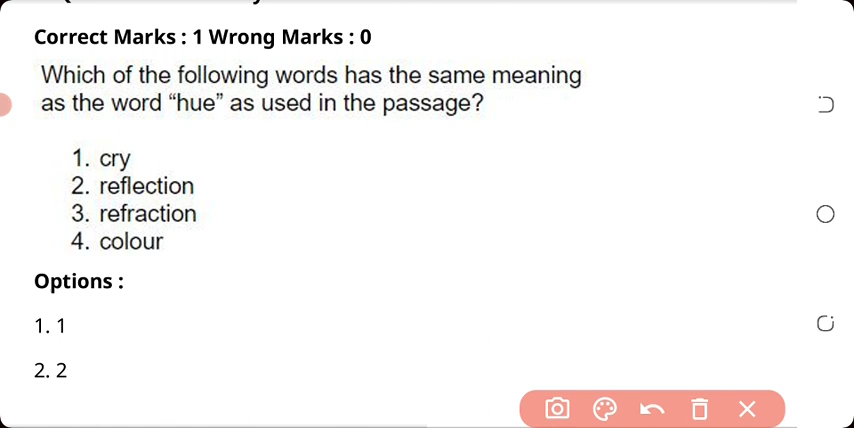 Correct Marks : 1 Wrong Marks : 0
Which of the following words has the same meaning
as the word “hue” as used in the passage?
1. cry
2. reflection
3. refraction
4. colour
Options :
1. 1
2. 2